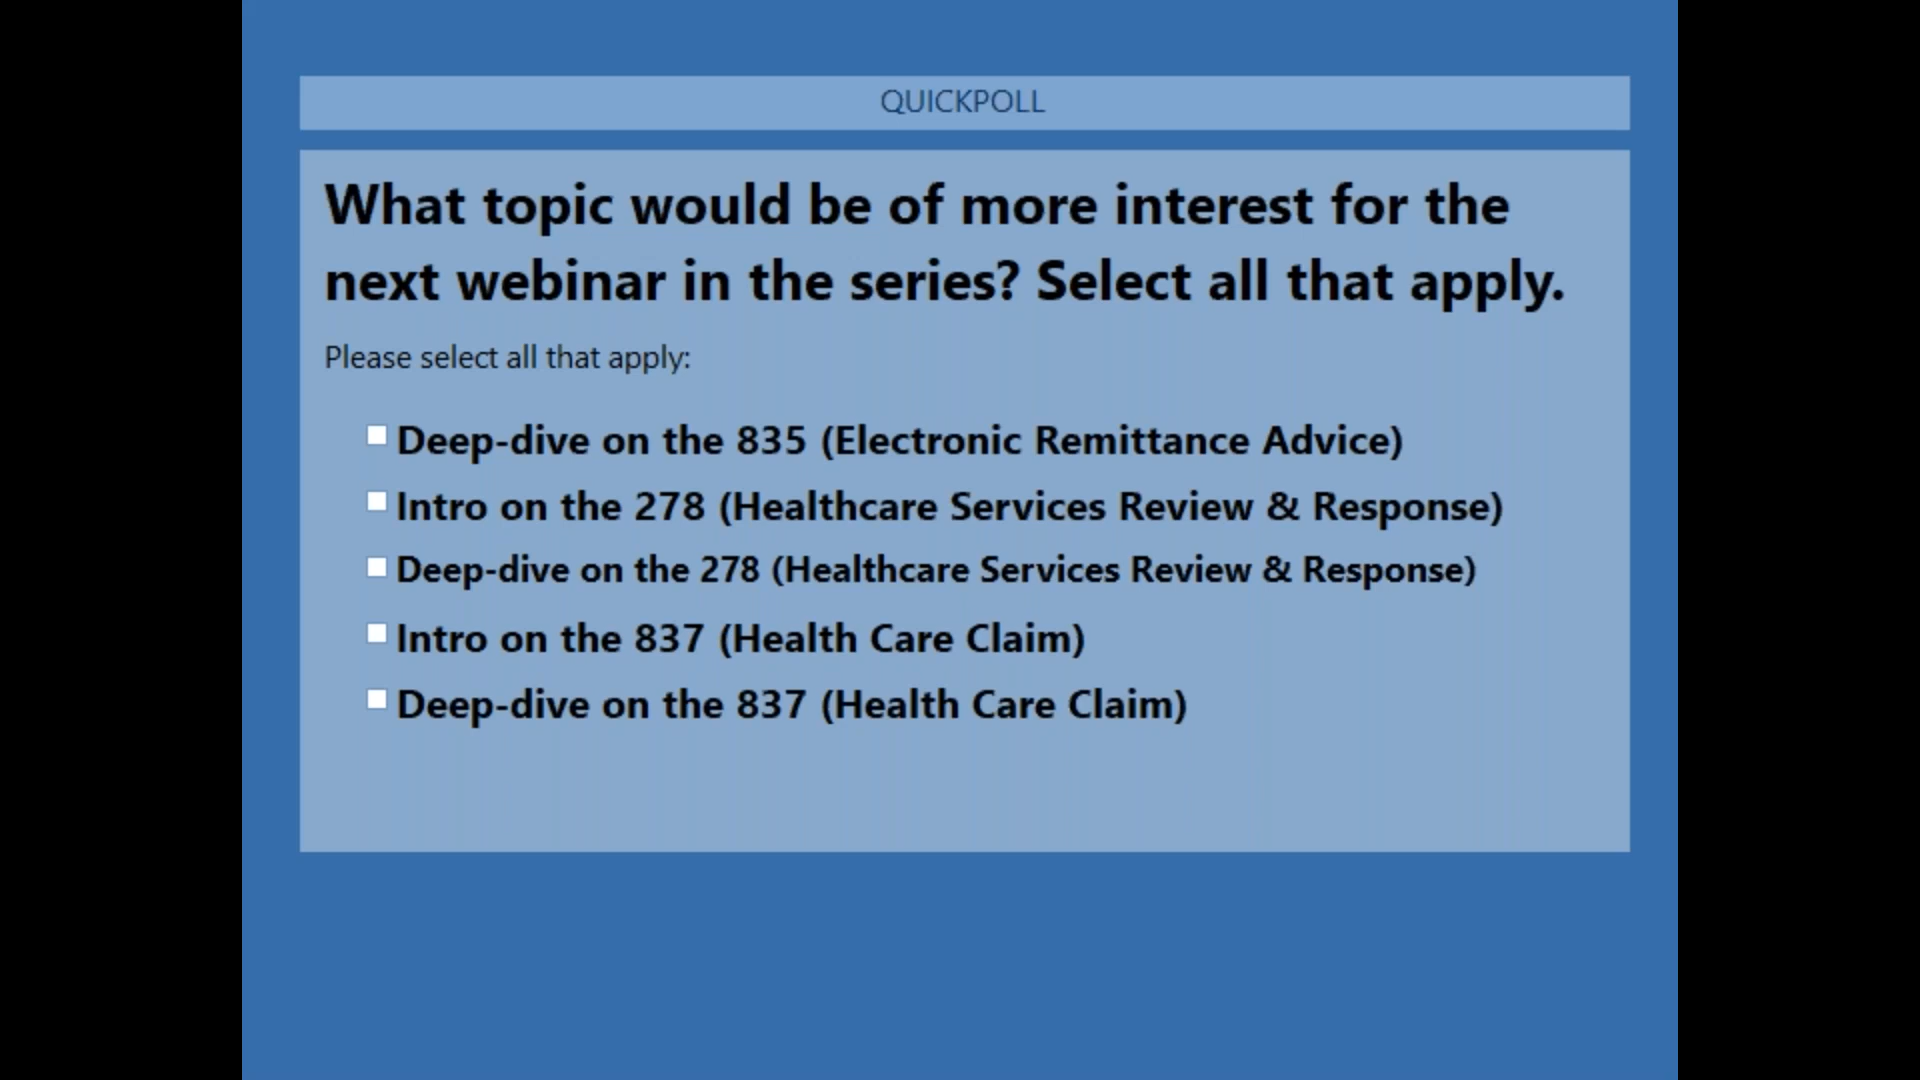 QUICKPOLL
What topic would be of more interest for the
next webinar in the series? Select all that apply.
Please select all that apply:
Deep-dive on the 835 (Electronic Remittance Advice)
Intro on the 278 (Healthcare Services Review & Response)
Deep-dive on the 278 (Healthcare Services Review & Response)
Intro on the 837 (Health Care Claim)
Deep-dive on the 837 (Health Care Claim)